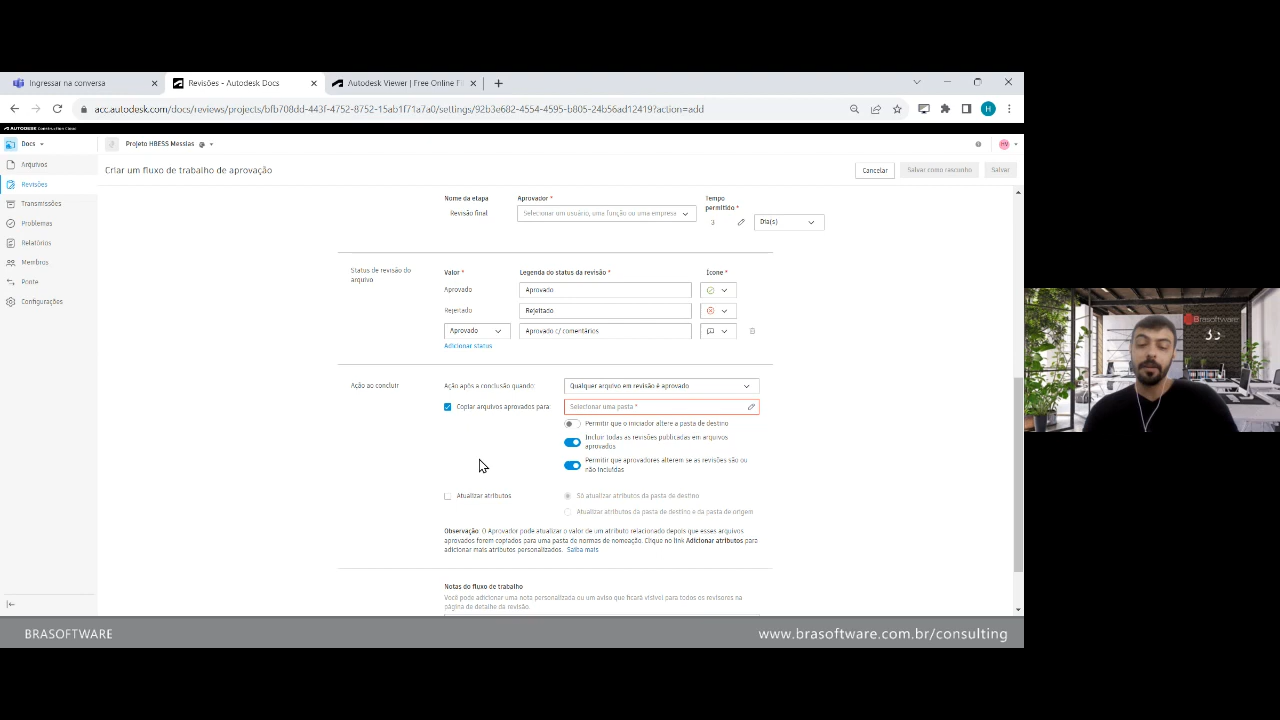 Ingressar na conversa
Revisões - Autodesk Docs
Autodesk Viewer | Free Online Fil
acc.autodesk.com/docs/reviews/projects/bfb708dd-443f-4752-8752-15ab1f71a7a0/settings/92b3e682-4554-4595-b805-24b56ad12419?action=add
H
AUTODESK Construction Cloud
Docs
Projeto HBESS Messias
HM
Arquivos
Revisões
Transmissões
Problemas
Relatórios
Membros
Ponte
Configurações
Criar um fluxo de trabalho de aprovação
Cancelar
Salvar como rascunho
Salvar
Nome da etapa
Aprovador *
Tempo
permitido *
Revisão final
Selecionar um usuário, uma função ou uma empresa
3
Dia(s)
Status de revisão do
arquivo
Valor *
Legenda do status da revisão *
Ícone *
Aprovado
Aprovado
Rejeitado
Rejeitado
Aprovado
Aprovado c/ comentários
Adicionar status
Ação ao concluir
Ação após a conclusão quando:
Qualquer arquivo em revisão é aprovado
Copiar arquivos aprovados para:
Selecionar uma pasta *
Permitir que o iniciador altere a pasta de destino
Incluir todas as revisões publicadas em arquivos
aprovados
Permitir que aprovadores alterem se as revisões são ou
não incluídas
Atualizar atributos
Só atualizar atributos da pasta de destino
Atualizar atributos da pasta de destino e da pasta de origem
Observação: O Aprovador pode atualizar o valor de um atributo relacionado depois que esses arquivos
aprovados forem copiados para uma pasta de normas de nomeação. Clique no link Adicionar atributos para
adicionar mais atributos personalizados. Saiba mais
Notas do fluxo de trabalho
Você pode adicionar uma nota personalizada ou um aviso que ficará visível para todos os revisores na
página de detalhe da revisão.
Brasoftware
BRASOFTWARE
www.brasoftware.com.br/consulting